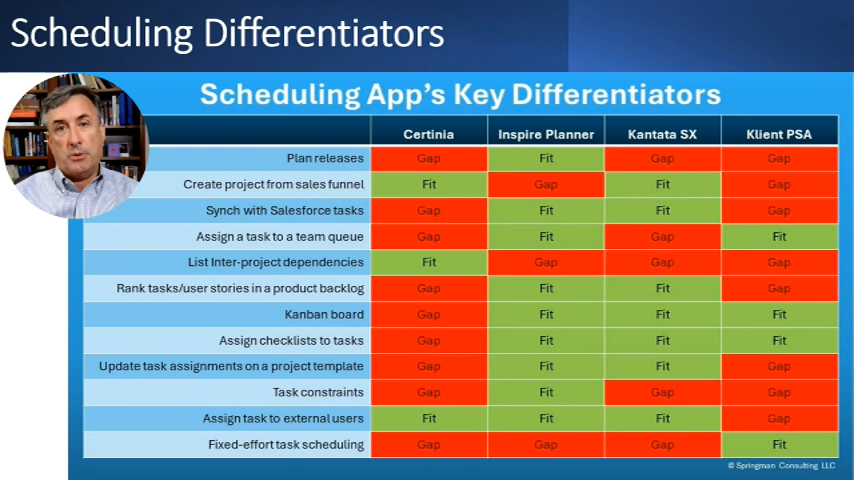 Scheduling Differentiators
Scheduling App's Key Differentiators
Certinia Inspire Planner Kantata SX Klient PSA
Plan releases Gap Fit Gap Gap
Create project from sales funnel Fit Gap Fit Gap
Synch with Salesforce tasks Gap Fit Fit Gap
Assign a task to a team queue Gap Fit Gap Fit
List Inter-project dependencies Fit Gap Gap Gap
Rank tasks/user stories in a product backlog Gap Fit Fit Gap
Kanban board Gap Fit Fit Fit
Assign checklists to tasks Gap Fit Fit Fit
Update task assignments on a project template Gap Fit Fit Gap
Task constraints Gap Fit Gap Gap
Assign task to external users Fit Fit Fit Gap
Fixed-effort task scheduling Gap Gap Gap Fit
© Springman Consulting LLC